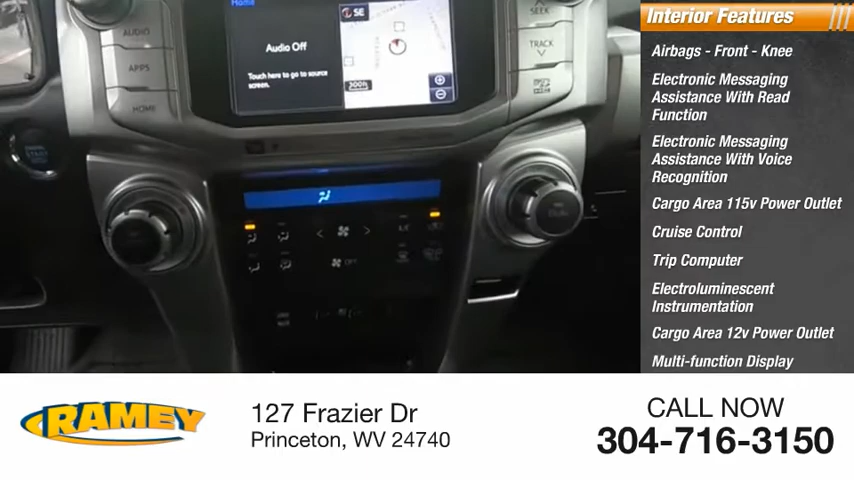 Home
SE
Audio Off
Touch here to go to source
screen.
AUDIO
APPS
HOME
SEEK
TRACK
START
OFF
Interior Features
Airbags - Front - Knee
Electronic Messaging
Assistance With Read
Function
Electronic Messaging
Assistance With Voice
Recognition
Cargo Area 115v Power Outlet
Cruise Control
Trip Computer
Electroluminescent
Instrumentation
Cargo Area 12v Power Outlet
Multi-function Display
RAMEY
127 Frazier Dr
Princeton, WV 24740
CALL NOW
304-716-3150